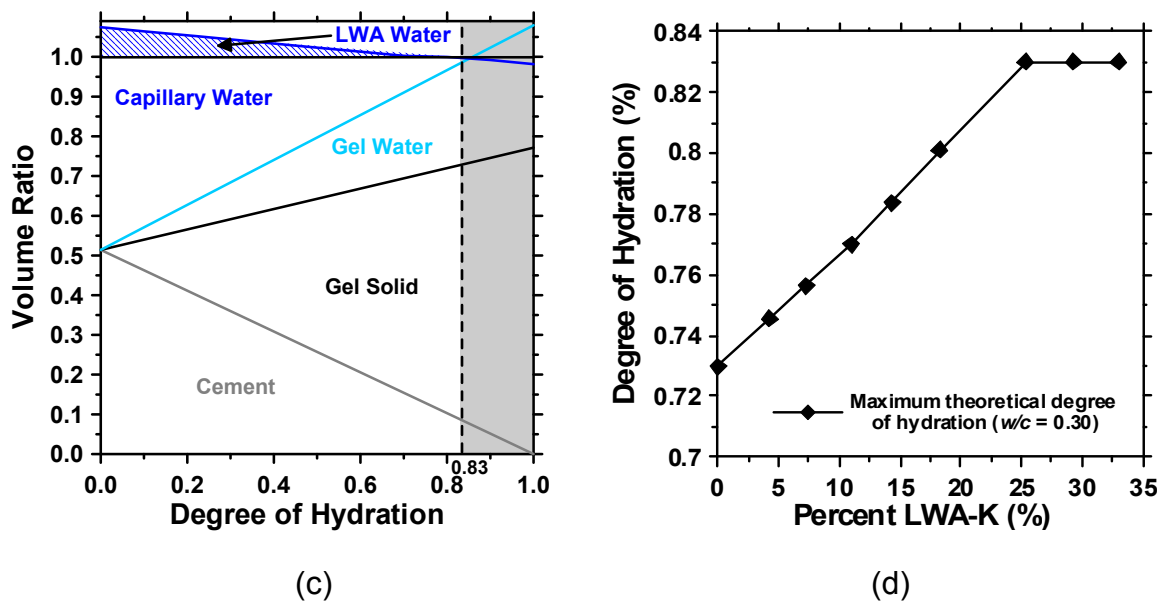 LWA Water
Capillary Water
Gel Water
Gel Solid
Cement
Volume Ratio
1.0
0.9
0.8
0.7
0.6
0.5
0.4
0.3
0.2
0.1
0.0
0.83
0.0 0.2 0.4 0.6 0.8 1.0
Degree of Hydration
(c)
Degree of Hydration (%)
0.84
0.82
0.8
0.78
0.76
0.74
0.72
0.7
Maximum theoretical degree
of hydration (w/c = 0.30)
0 5 10 15 20 25 30 35
Percent LWA-K (%)
(d)